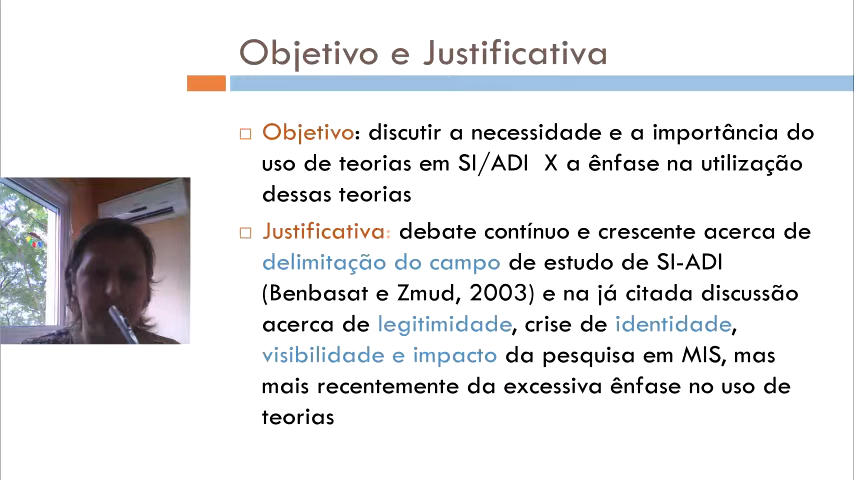 Objetivo e Justificativa
Objetivo: discutir a necessidade e a importância do
uso de teorias em SI/ADI X a ênfase na utilização
dessas teorias
Justificativa: debate contínuo e crescente acerca de
delimitação do campo de estudo de SI-ADI
(Benbasat e Zmud, 2003) e na já citada discussão
acerca de legitimidade, crise de identidade,
visibilidade e impacto da pesquisa em MIS, mas
mais recentemente da excessiva ênfase no uso de
teorias